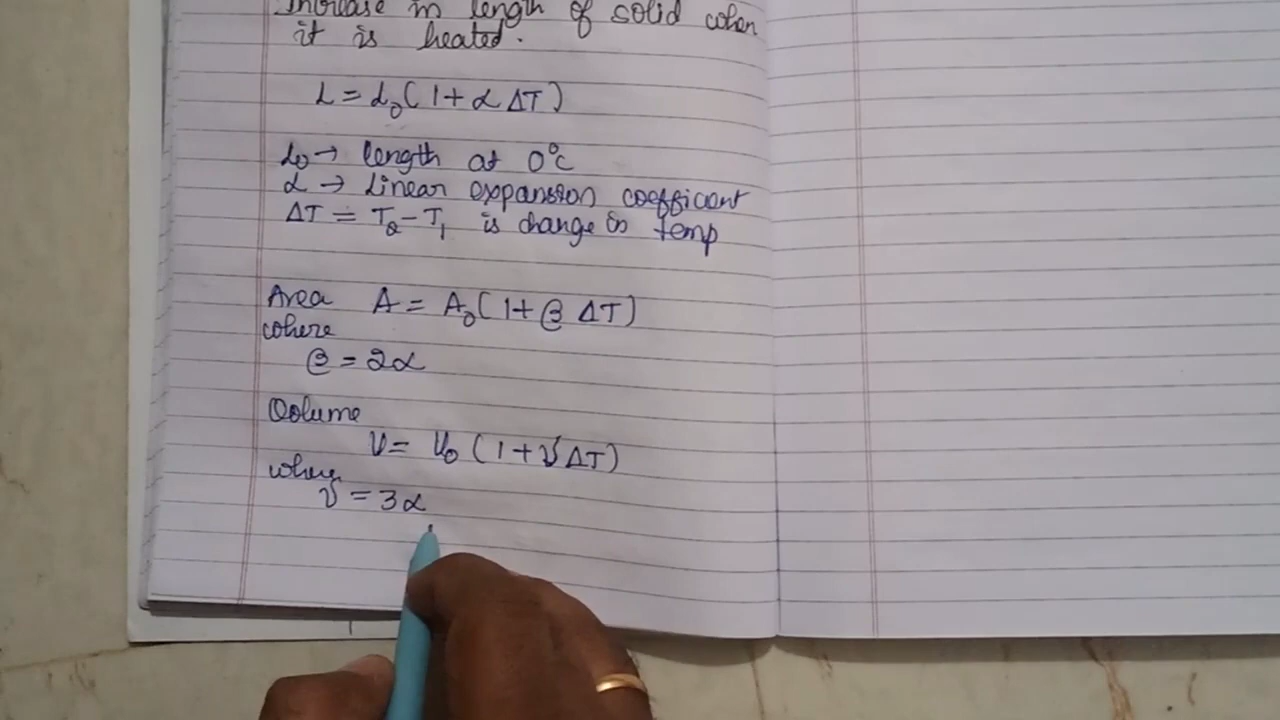 Increase in length of solid when
it is heated.
L = L₀ ( 1 + α ΔT )
L₀ → length at 0°C
α → Linear expansion coefficient
ΔT = T₂ - T₁ is change in temp
Area A = A₀ ( 1 + β ΔT )
where
β = 2α
Volume
V = V₀ ( 1 + γ ΔT )
where
γ = 3α